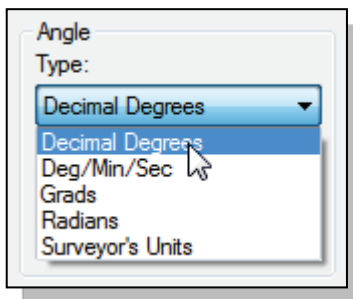 Angle
Type:
Decimal Degrees
Decimal Degrees
Deg/Min/Sec
Grads
Radians
Surveyor's Units